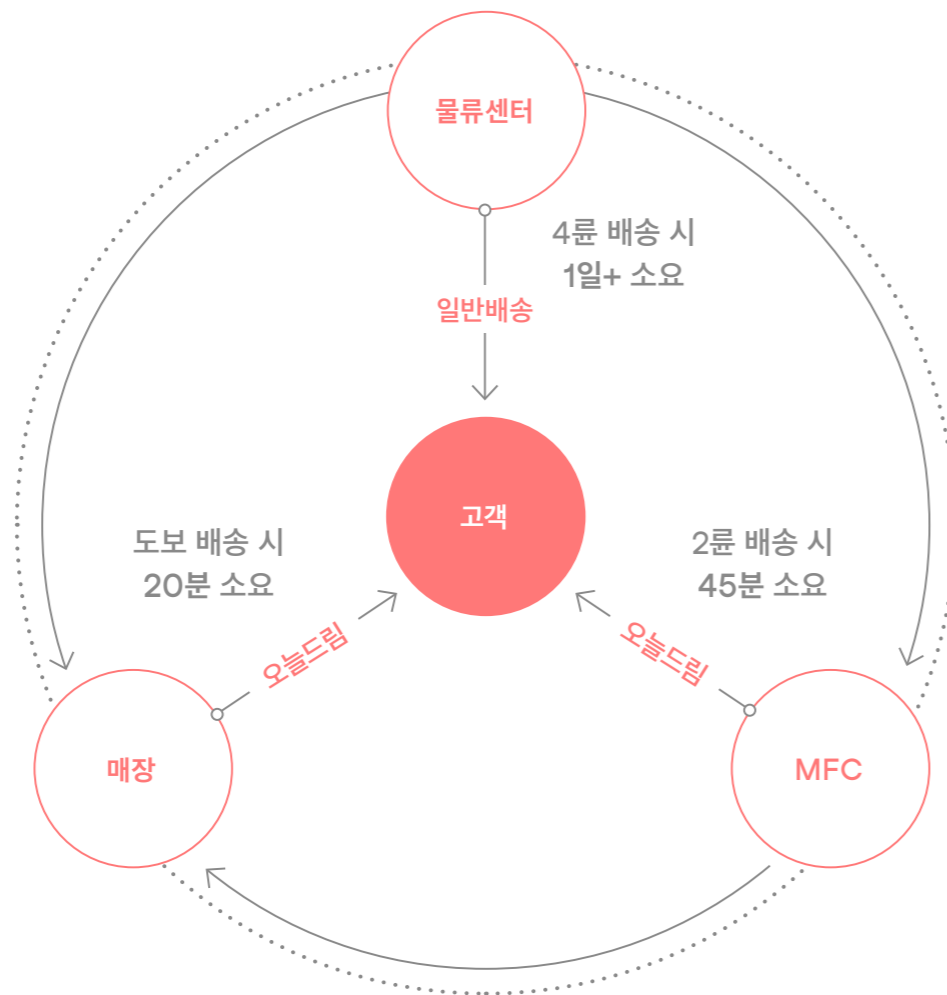 물류센터
4륜 배송 시
1일+ 소요
일반배송
고객
도보 배송 시
20분 소요
2륜 배송 시
45분 소요
오늘드림
오늘드림
매장
MFC